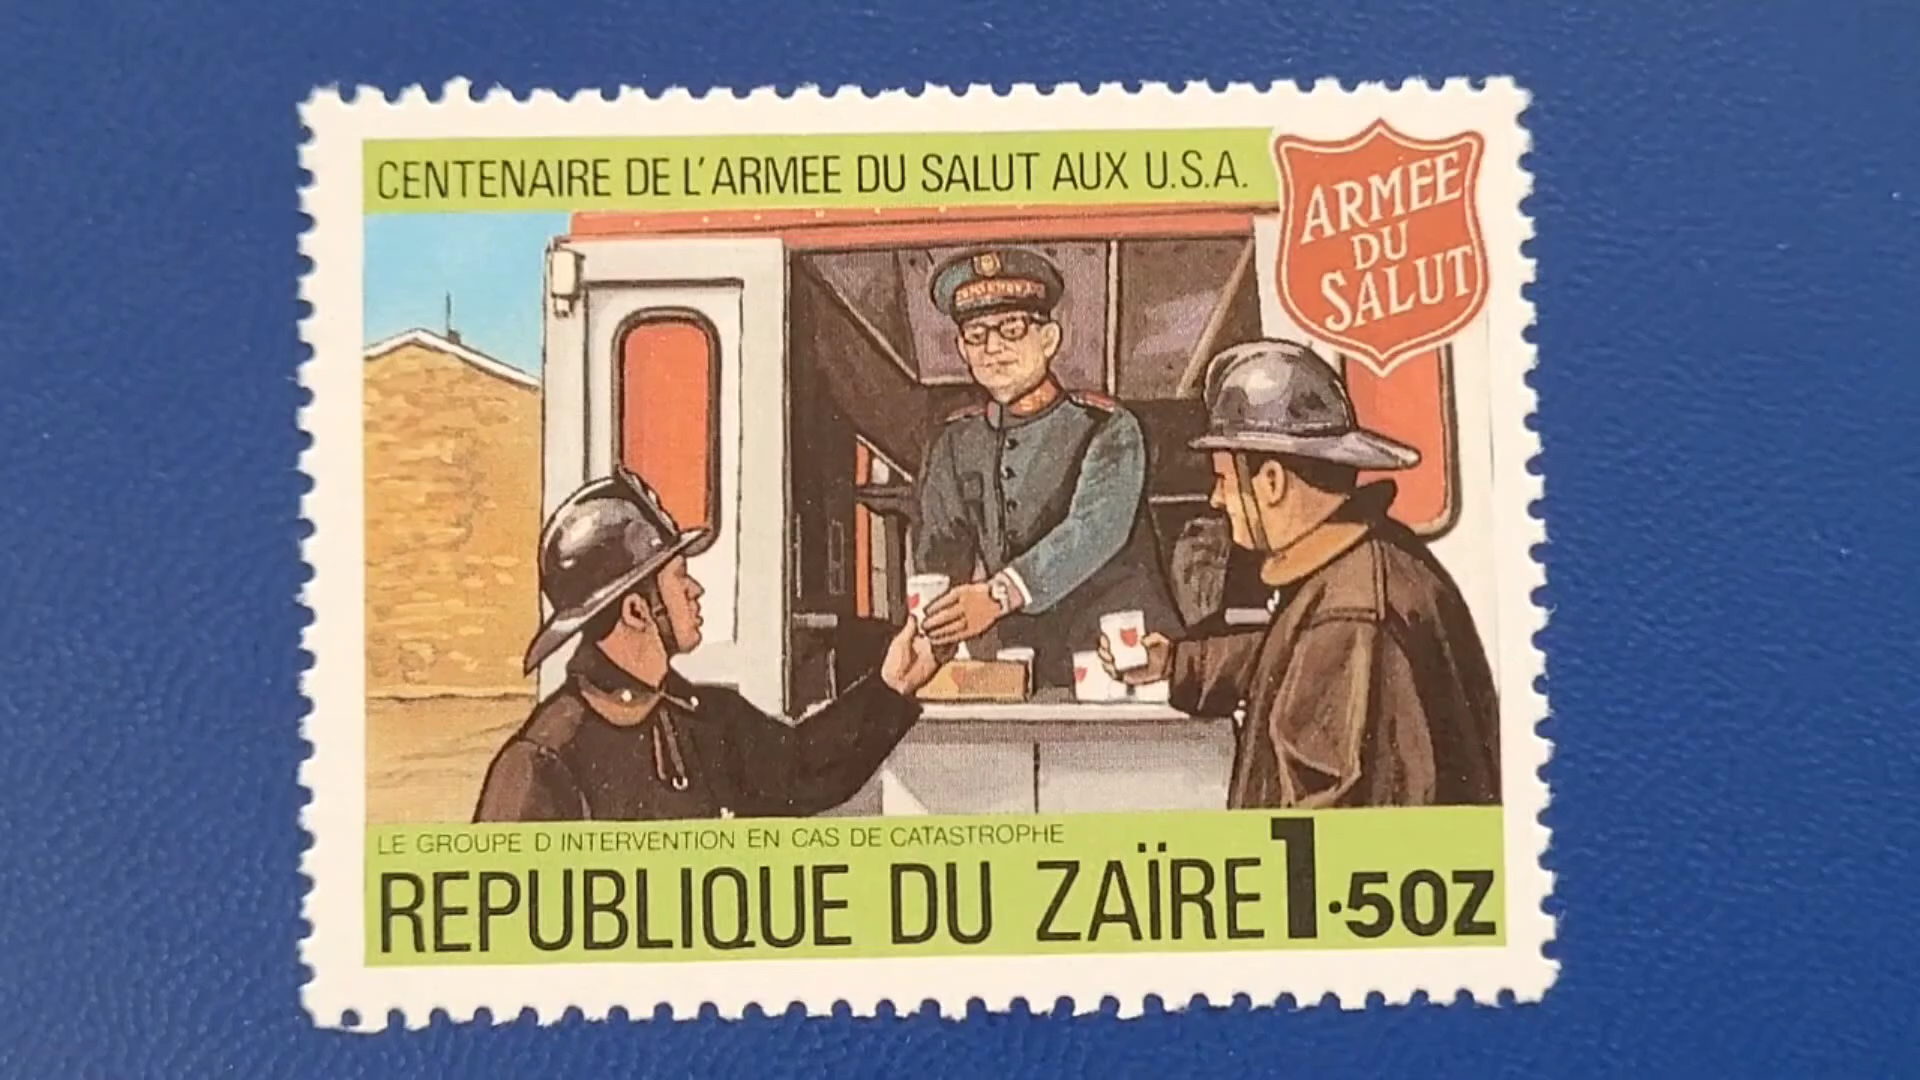 CENTENAIRE DE L'ARMEE DU SALUT AUX U.S.A.
ARMEE
DU
SALUT
LE GROUPE D INTERVENTION EN CAS DE CATASTROPHE
REPUBLIQUE DU ZAÏRE 1.50Z